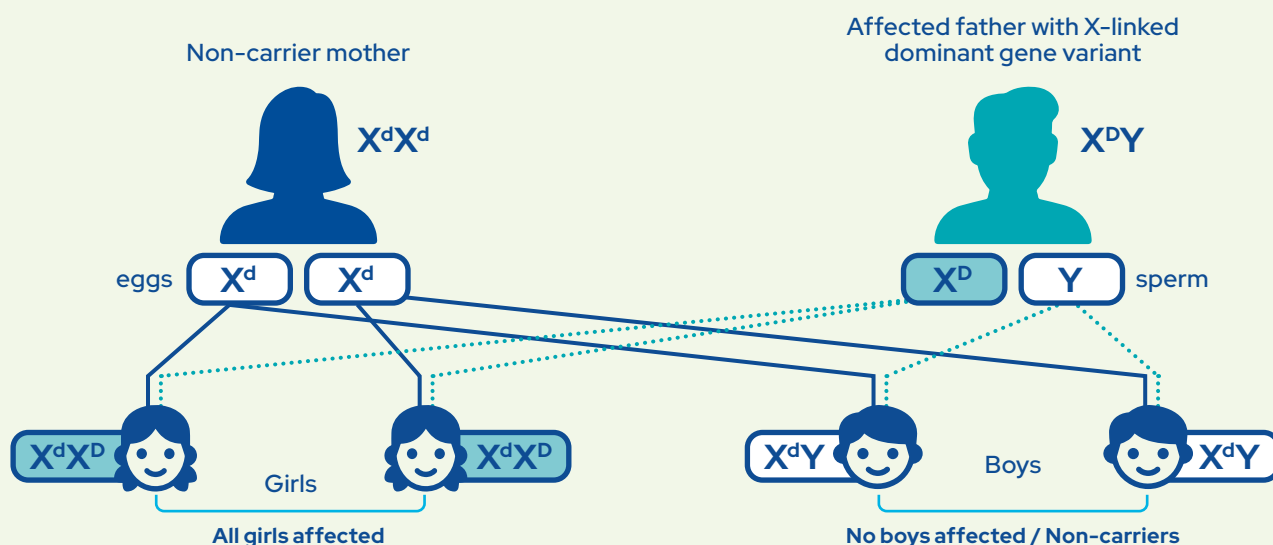 Non-carrier mother
Affected father with X-linked
dominant gene variant
XᵈXᵈ
XᴰY
eggs
Xᵈ
Xᵈ
Xᴰ
Y
sperm
XᵈXᴰ
Girls
XᵈXᴰ
XᵈY
Boys
XᵈY
All girls affected
No boys affected / Non-carriers